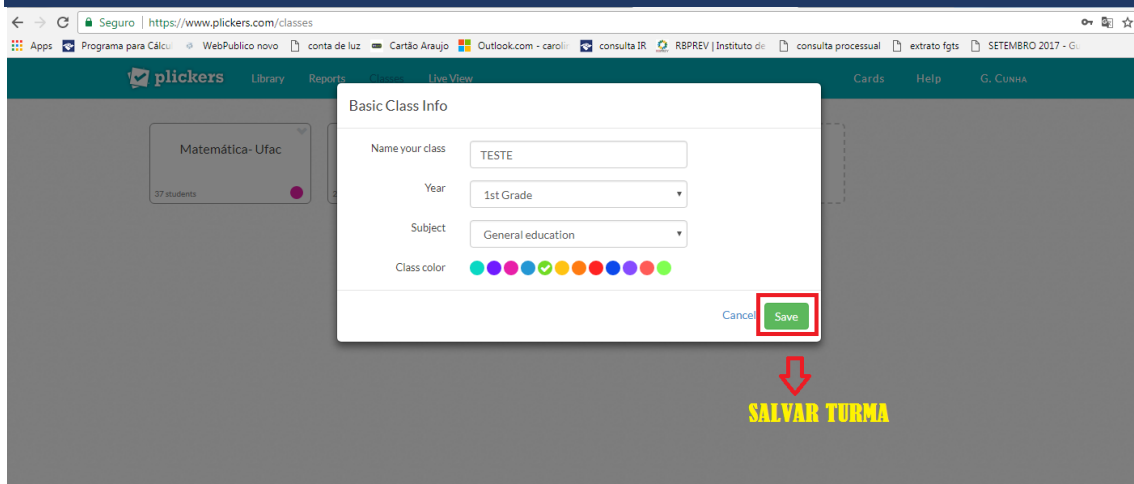 Seguro | https://www.plickers.com/classes
Apps Programa para Cálcu WebPublico novo conta de luz Cartão Araujo Outlook.com - carolin consulta IR RBPREV | Instituto de consulta processual extrato fgts SETEMBRO 2017 - Gu
plickers Library Reports Classes Live View Cards Help G. CUNHA
Basic Class Info
Matemática- Ufac
37 students
2
Name your class TESTE
Year 1st Grade
Subject General education
Class color
Cancel Save
SALVAR TURMA